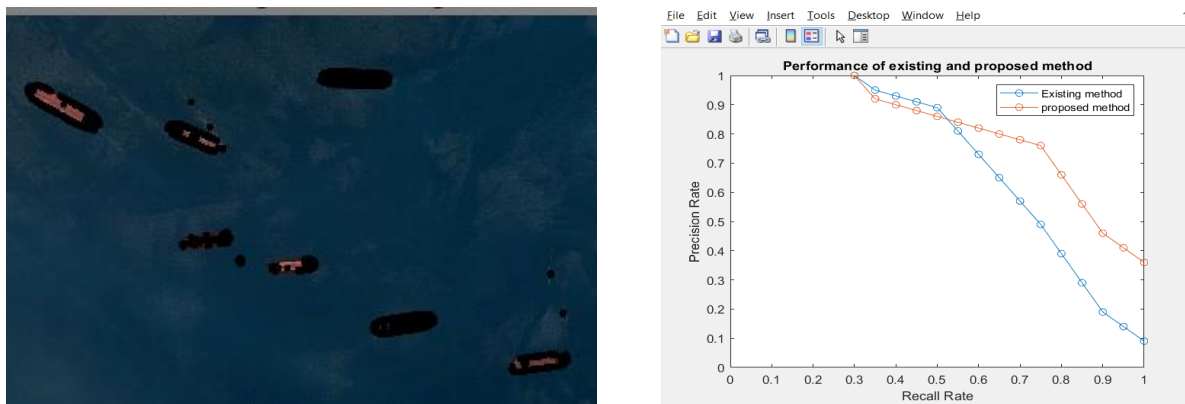 File Edit View Insert Tools Desktop Window Help
Performance of existing and proposed method
Existing method
proposed method
Precision Rate
1
0.9
0.8
0.7
0.6
0.5
0.4
0.3
0.2
0.1
0
0 0.1 0.2 0.3 0.4 0.5 0.6 0.7 0.8 0.9 1
Recall Rate